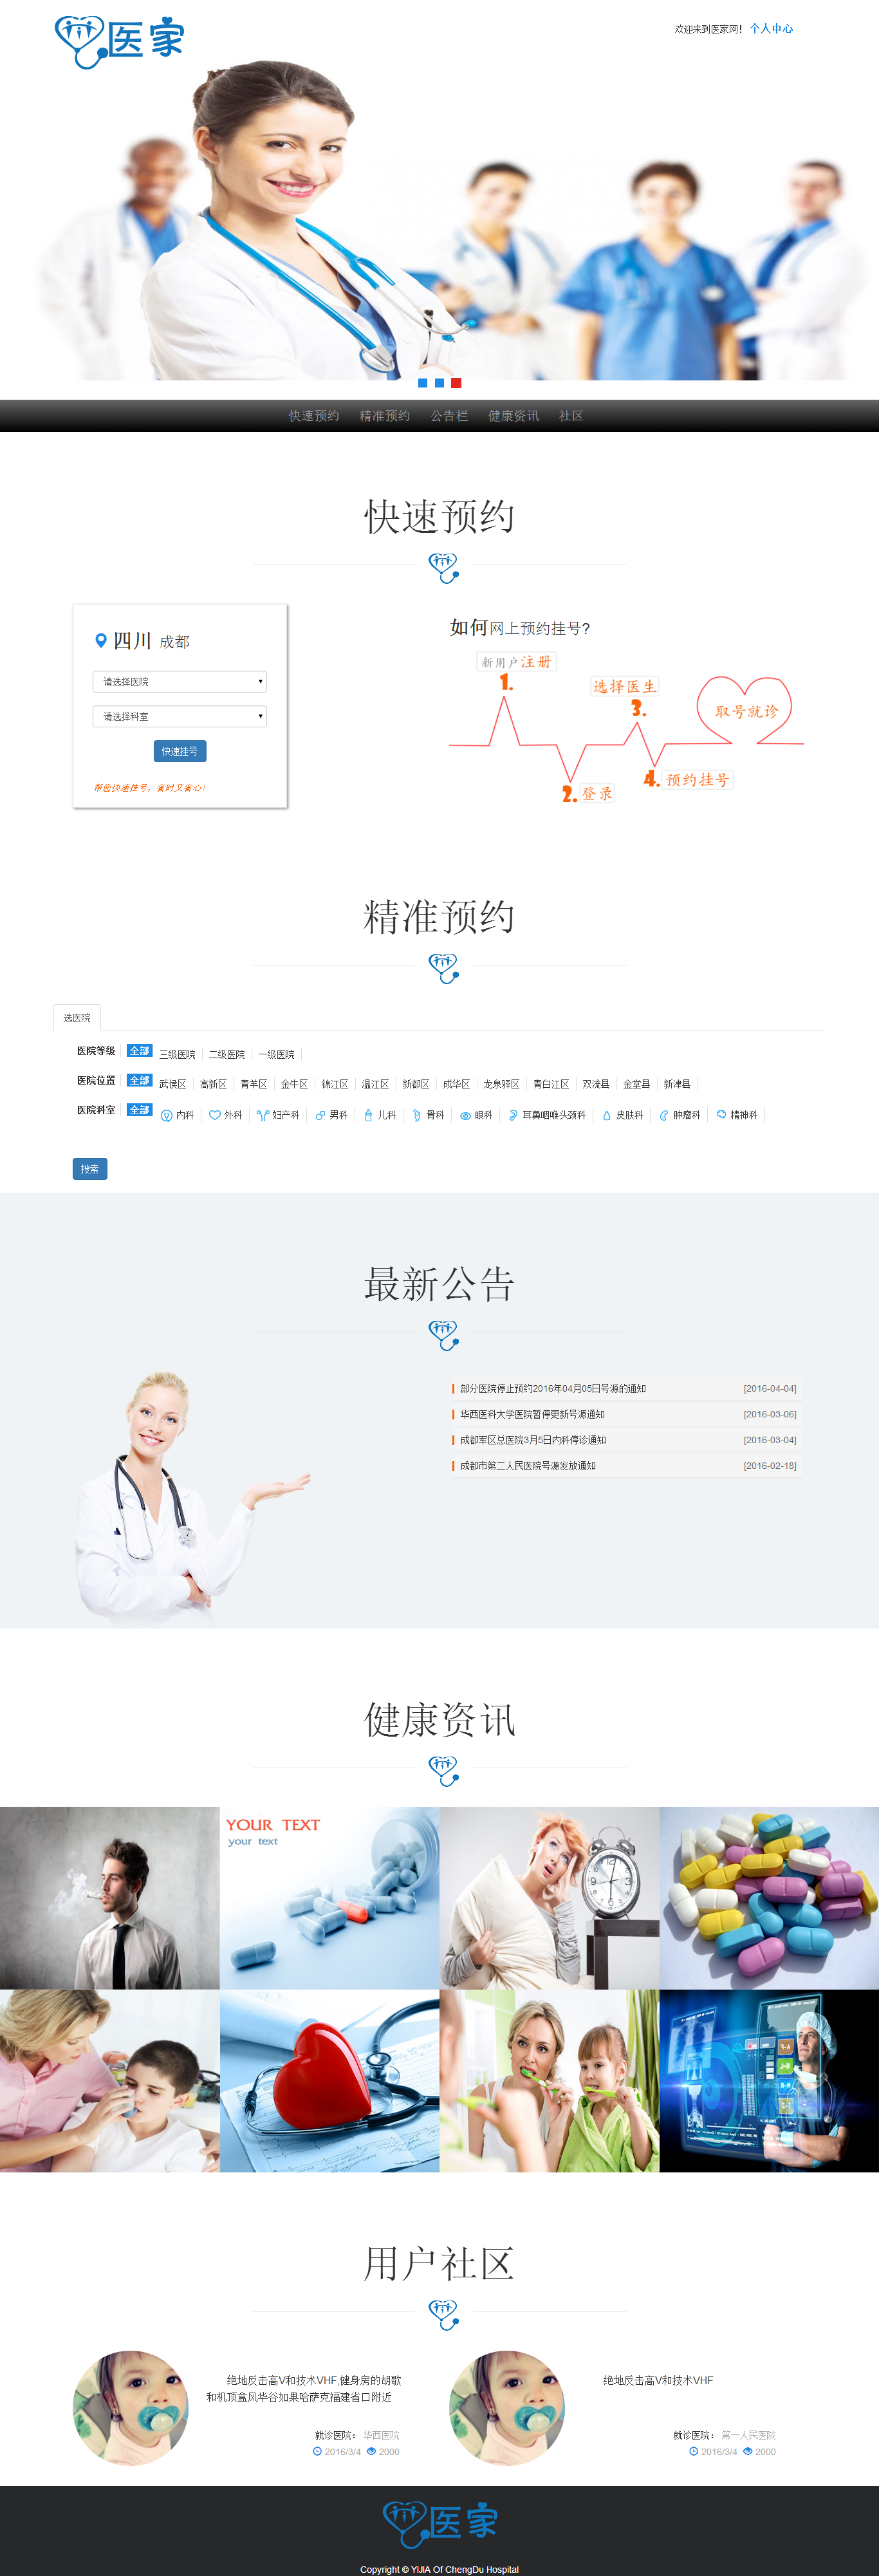 医家
欢迎来到医家网！ 个人中心
快速预约 精准预约 公告栏 健康资讯 社区
快速预约
四川 成都
请选择医院
请选择科室
快速挂号
帮您快速挂号，省时又省心！
如何网上预约挂号?
新用户注册
1.
选择医生
3.
取号就诊
2. 登录
4. 预约挂号
精准预约
选医院
医院等级 全部 三级医院 二级医院 一级医院
医院位置 全部 武侯区 高新区 青羊区 金牛区 锦江区 温江区 新都区 成华区 龙泉驿区 青白江区 双流县 金堂县 新津县
医院科室 全部 内科 外科 妇产科 男科 儿科 骨科 眼科 耳鼻咽喉头颈科 皮肤科 肿瘤科 精神科
搜索
最新公告
部分医院停止预约2016年04月05日号源的通知 [2016-04-04]
华西医科大学医院暂停更新号源通知 [2016-03-06]
成都军区总医院3月5日内科停诊通知 [2016-03-04]
成都市第二人民医院号源发放通知 [2016-02-18]
健康资讯
YOUR TEXT
your text
用户社区
绝地反击高V和技术VHF,健身房的胡歌
和机顶盒风华谷如果哈萨克福建省口附近
就诊医院： 华西医院
2016/3/4 2000
绝地反击高V和技术VHF
就诊医院： 第一人民医院
2016/3/4 2000
医家
Copyright © YIJIA Of ChengDu Hospital